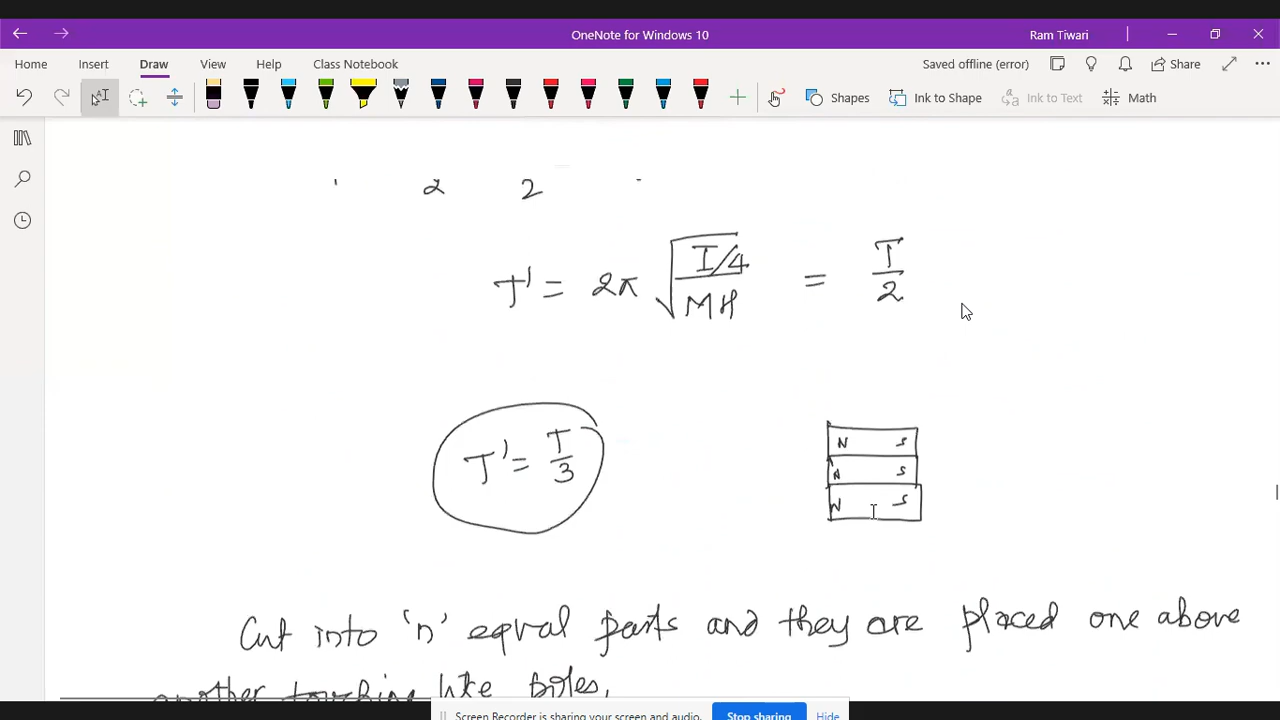 OneNote for Windows 10
Ram Tiwari
Home Insert Draw View Help Class Notebook
Saved offline (error)
Share
Shapes
Ink to Shape
Ink to Text
Math
2 2
T' = 2π √(I/4 / MH) = T/2
T' = T/3
N S
N S
N S
Cut into 'n' equal parts and they are placed one above
another touching like poles.
Screen Recorder is sharing your screen and audio.
Stop sharing
Hide